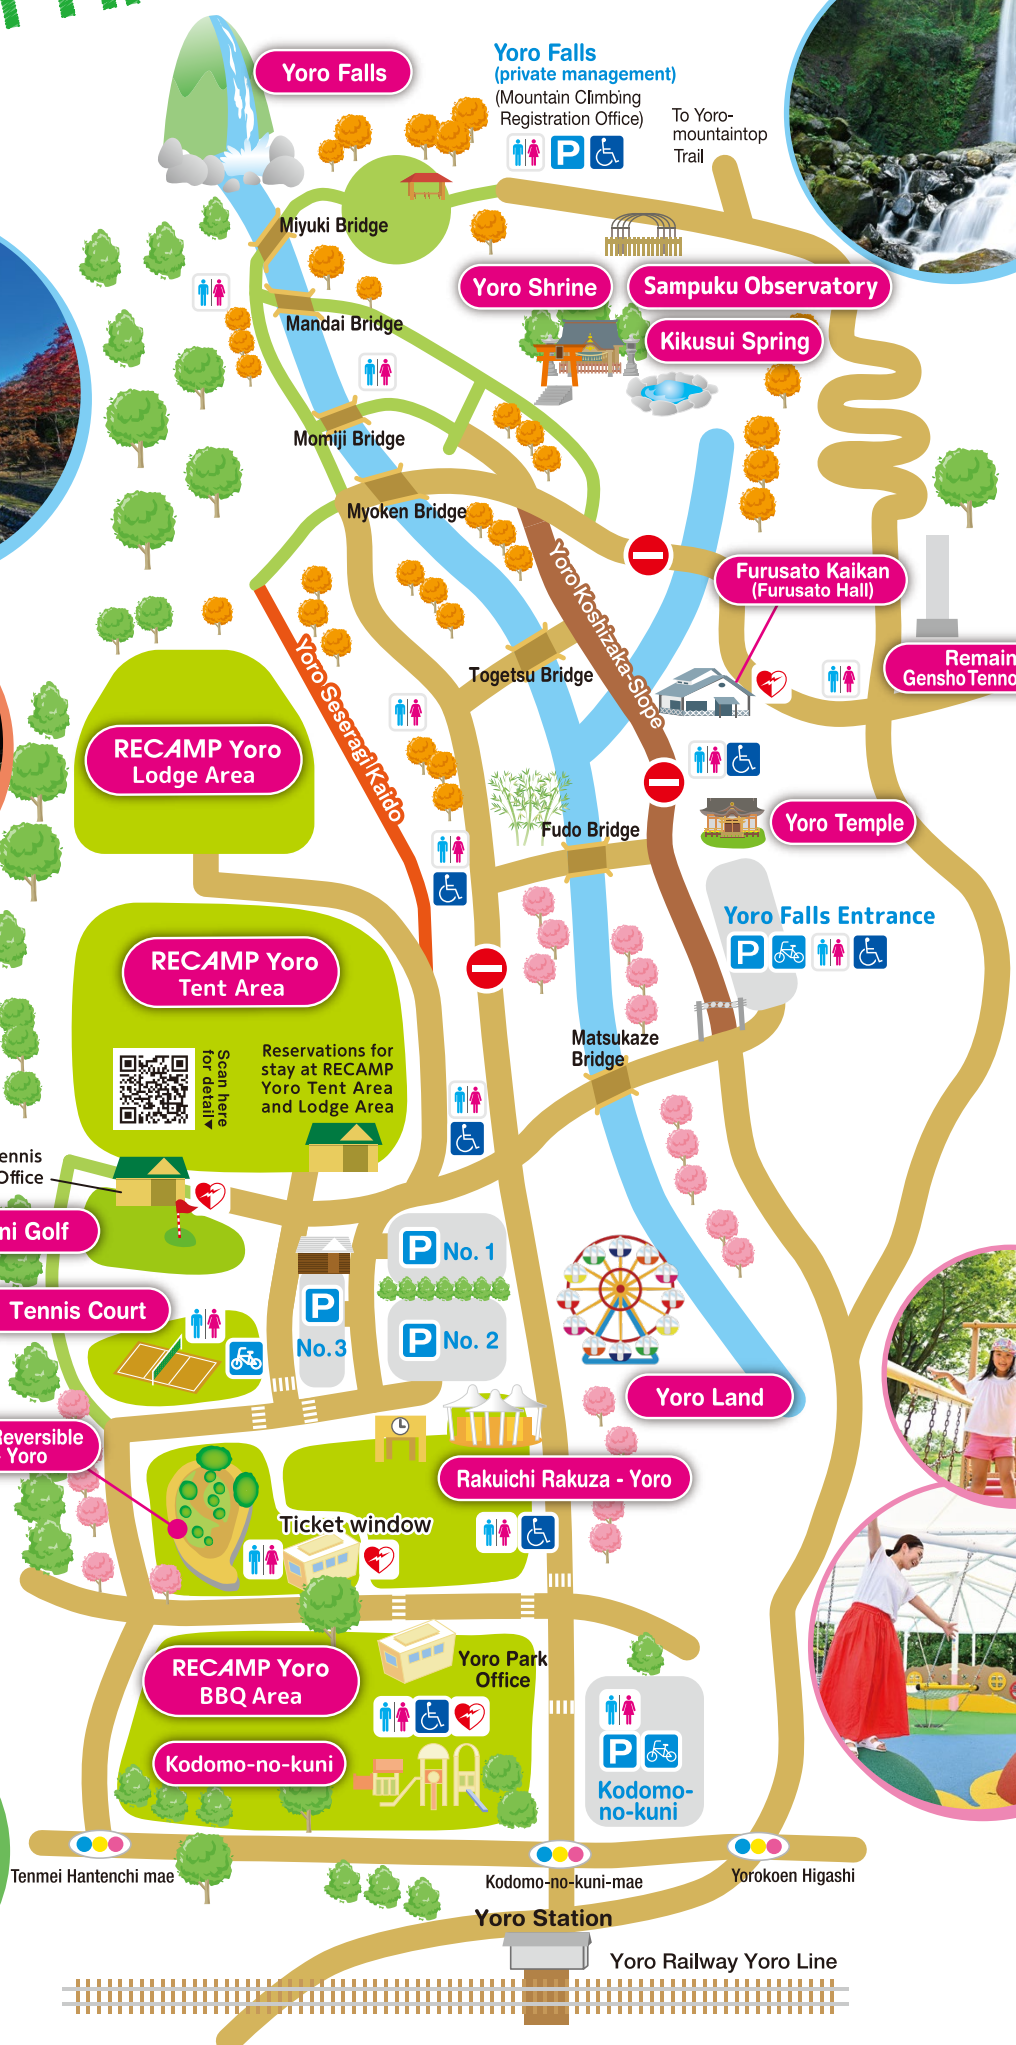 Yoro Falls
Yoro Falls
(private management)
(Mountain Climbing
Registration Office)
P
To Yoro-
mountaintop
Trail
Miyuki Bridge
Yoro Shrine
Sampuku Observatory
Mandai Bridge
Kikusui Spring
Momiji Bridge
Myoken Bridge
Furusato Kaikan
(Furusato Hall)
Yoro Koshizaka-Slope
Remain
Gensho Tenno
Togetsu Bridge
Yoro Seseragi Kaido
RECAMP Yoro
Lodge Area
Fudo Bridge
Yoro Temple
Yoro Falls Entrance
P
RECAMP Yoro
Tent Area
Matsukaze
Bridge
Scan here
for detail▼
Reservations for
stay at RECAMP
Yoro Tent Area
and Lodge Area
ennis
Office
ni Golf
P No. 1
Tennis Court
P
No.3
P No. 2
Yoro Land
Reversible
- Yoro
Rakuichi Rakuza - Yoro
Ticket window
RECAMP Yoro
BBQ Area
Yoro Park
Office
Kodomo-no-kuni
P
Kodomo-
no-kuni
Tenmei Hantenchi mae
Kodomo-no-kuni-mae
Yorokoen Higashi
Yoro Station
Yoro Railway Yoro Line